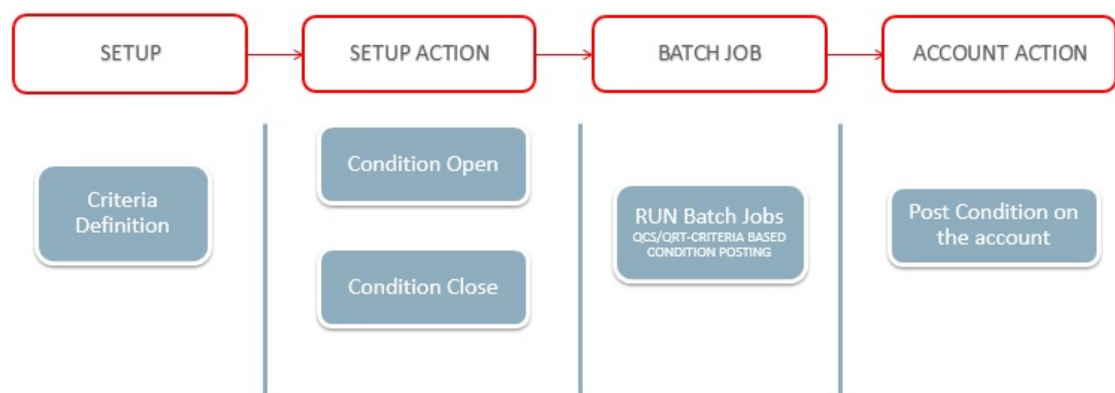 SETUP
SETUP ACTION
BATCH JOB
ACCOUNT ACTION
Criteria
Definition
Condition Open
Condition Close
RUN Batch Jobs
QCS/QRT-CRITERIA BASED
CONDITION POSTING
Post Condition on
the account